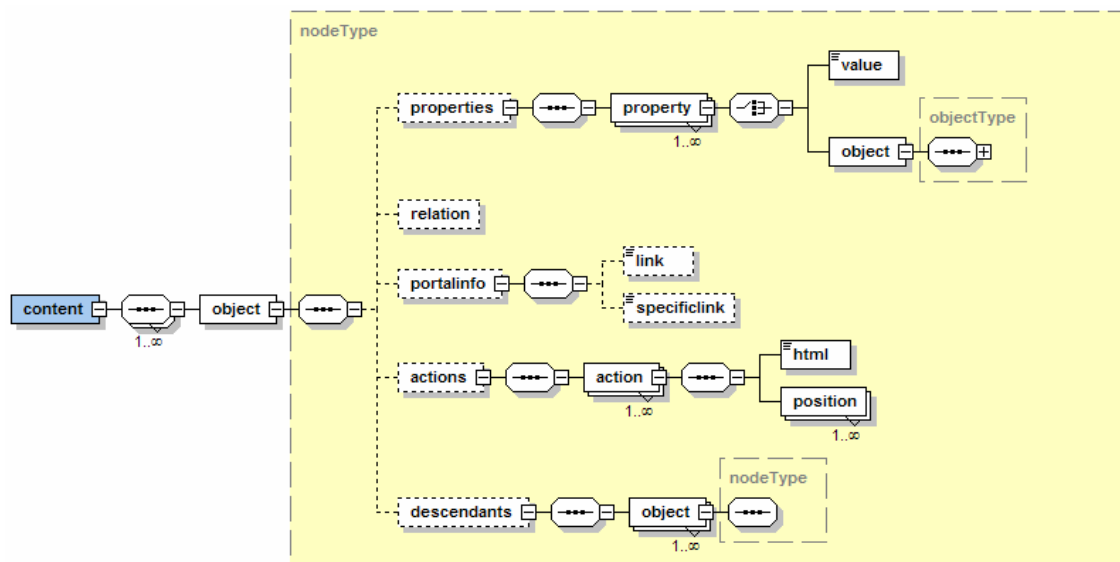 nodeType
value
properties
property
1..∞
objectType
object
relation
link
portalinfo
specificlink
content
1..∞
object
html
actions
action
1..∞
position
1..∞
nodeType
descendants
object
1..∞